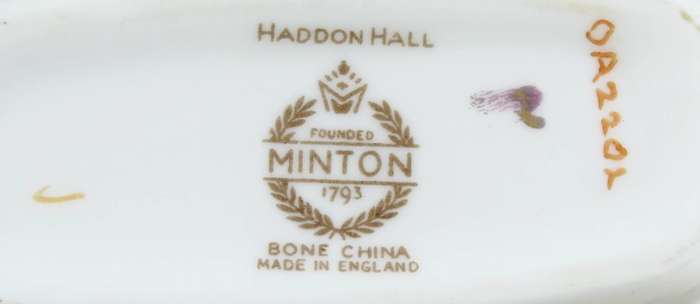 HADDON HALL
FOUNDED
MINTON
1793
BONE CHINA
MADE IN ENGLAND
OA2201